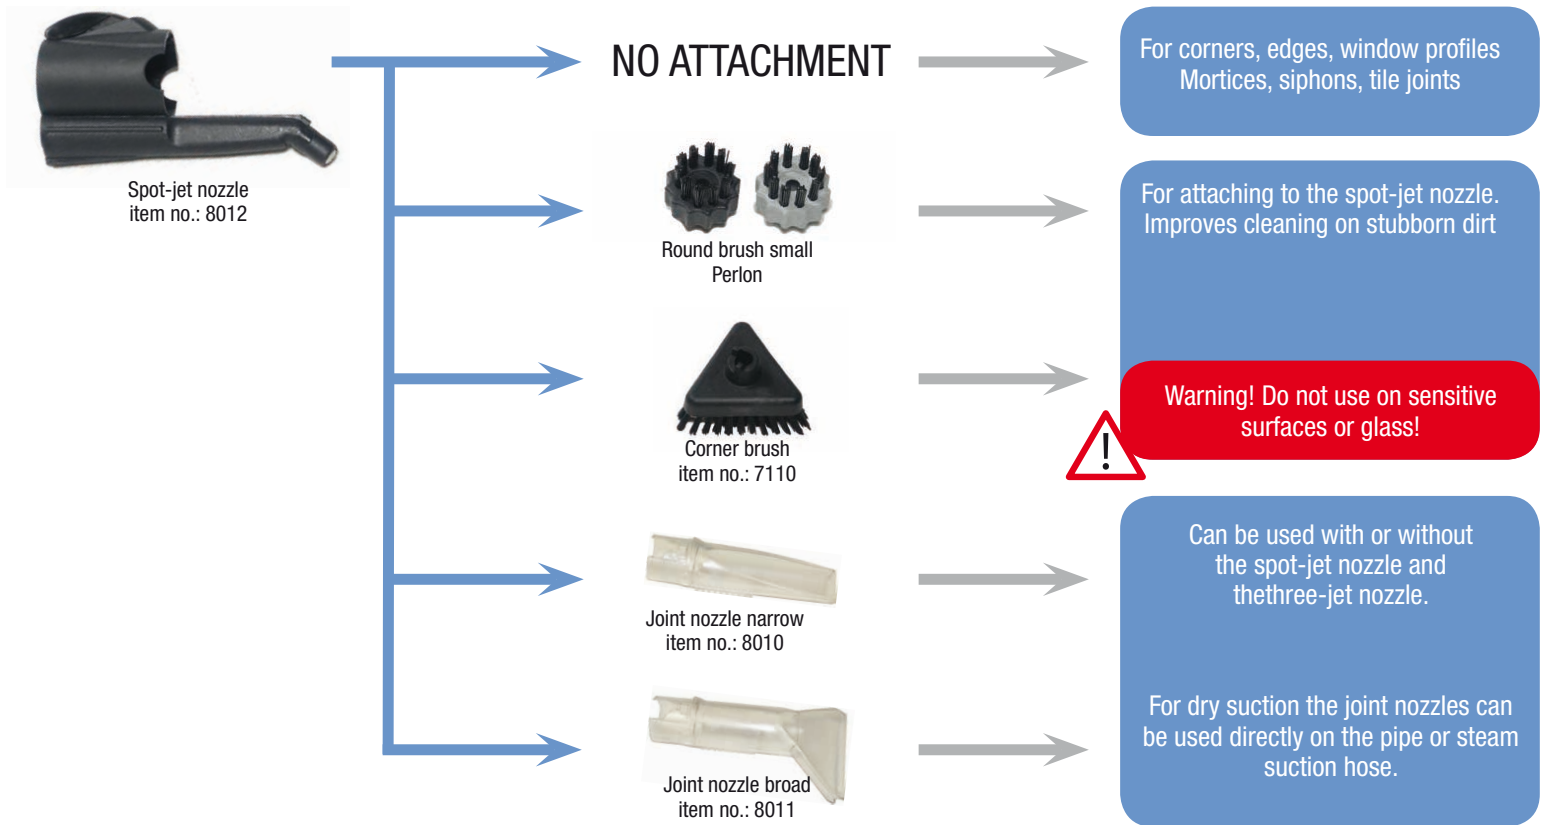 Spot-jet nozzle
item no.: 8012
NO ATTACHMENT
For corners, edges, window profiles
Mortices, siphons, tile joints
Round brush small
Perlon
For attaching to the spot-jet nozzle.
Improves cleaning on stubborn dirt
Corner brush
item no.: 7110
!
Warning! Do not use on sensitive
surfaces or glass!
Joint nozzle narrow
item no.: 8010
Can be used with or without
the spot-jet nozzle and
thethree-jet nozzle.
Joint nozzle broad
item no.: 8011
For dry suction the joint nozzles can
be used directly on the pipe or steam
suction hose.